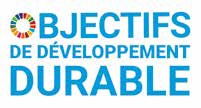 OBJECTIFS
DE DÉVELOPPEMENT
DURABLE